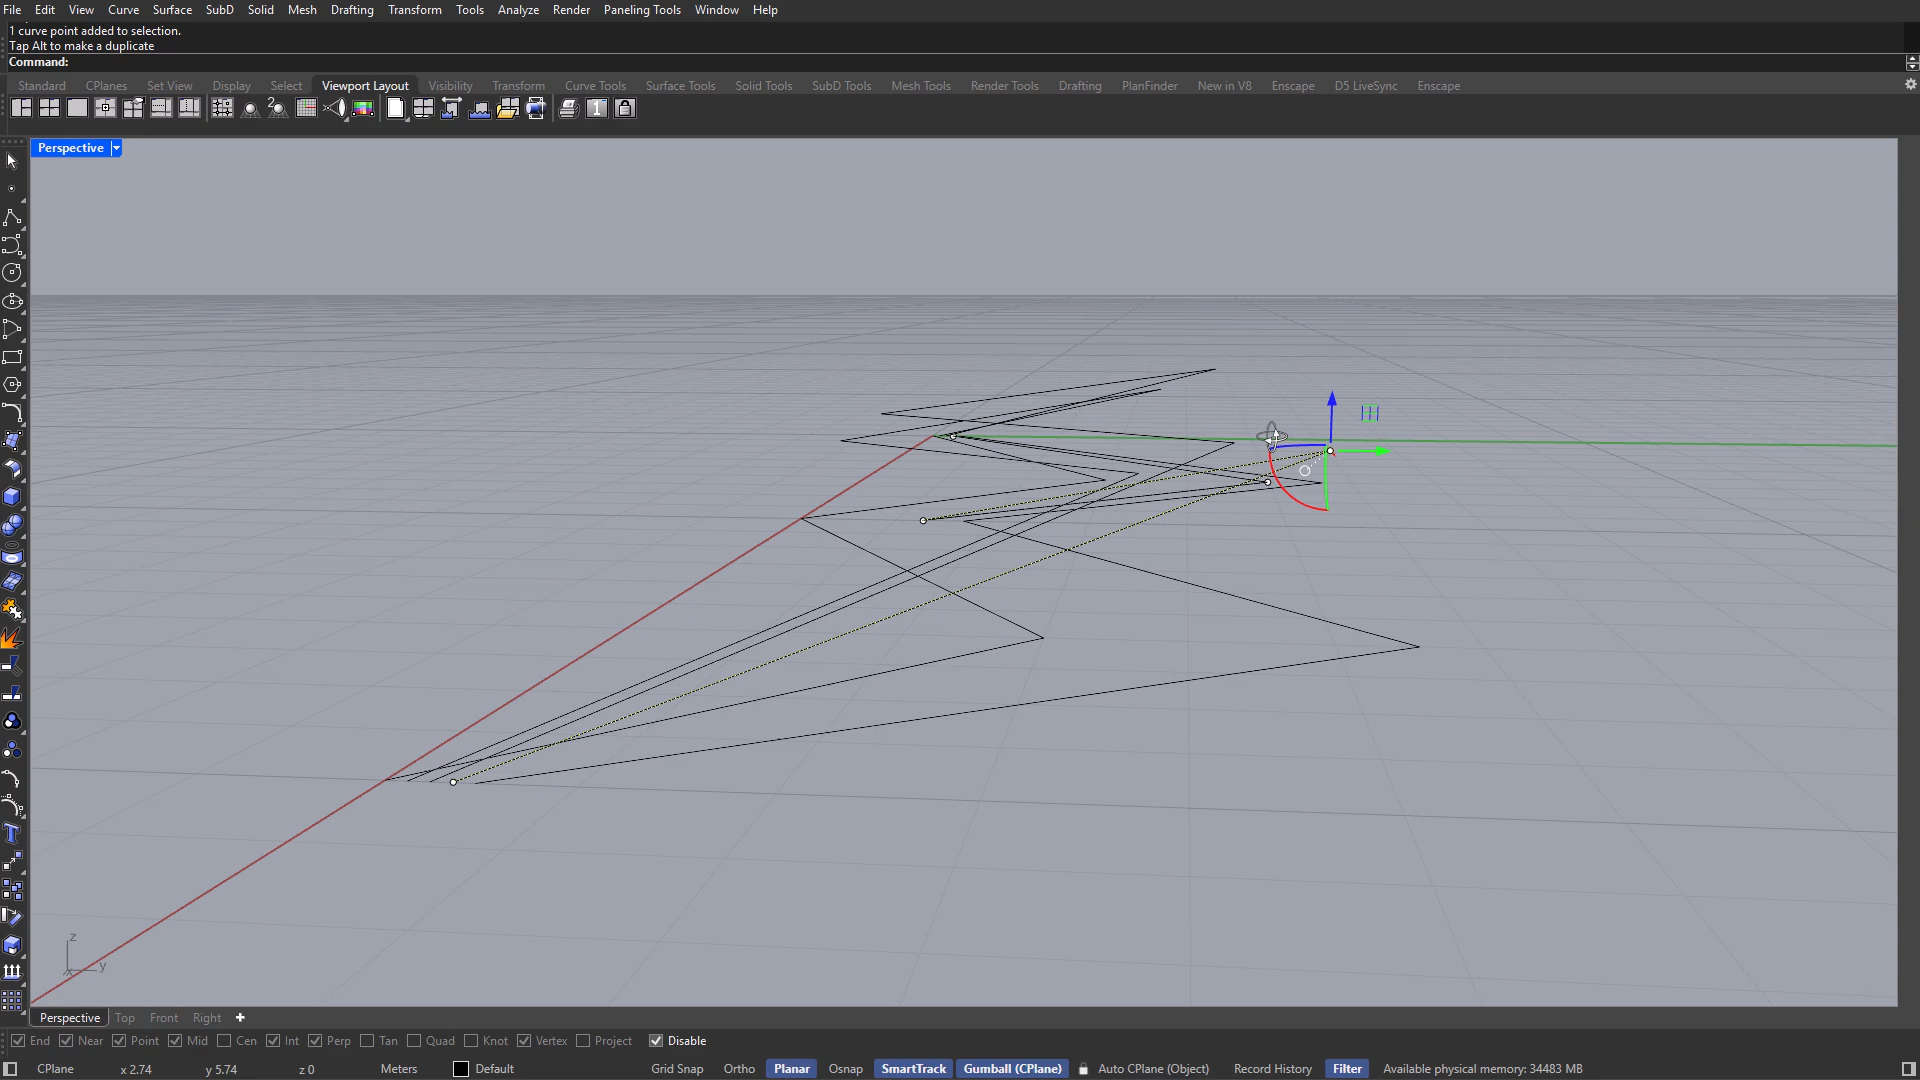 File Edit View Curve Surface SubD Solid Mesh Drafting Transform Tools Analyze Render Paneling Tools Window Help
1 curve point added to selection.
Tap Alt to make a duplicate
Command:
Standard CPlanes Set View Display Select Viewport Layout Visibility Transform Curve Tools Surface Tools Solid Tools SubD Tools Mesh Tools Render Tools Drafting PlanFinder New in V8 Enscape D5 LiveSync Enscape
2 1
Perspective
T
z
x y
Perspective Top Front Right
End Near Point Mid Cen Int Perp Tan Quad Knot Vertex Project Disable
CPlane x 2.74 y 5.74 z 0 Meters Default Grid Snap Ortho Planar Osnap SmartTrack Gumball (CPlane) Auto CPlane (Object) Record History Filter Available physical memory: 34483 MB